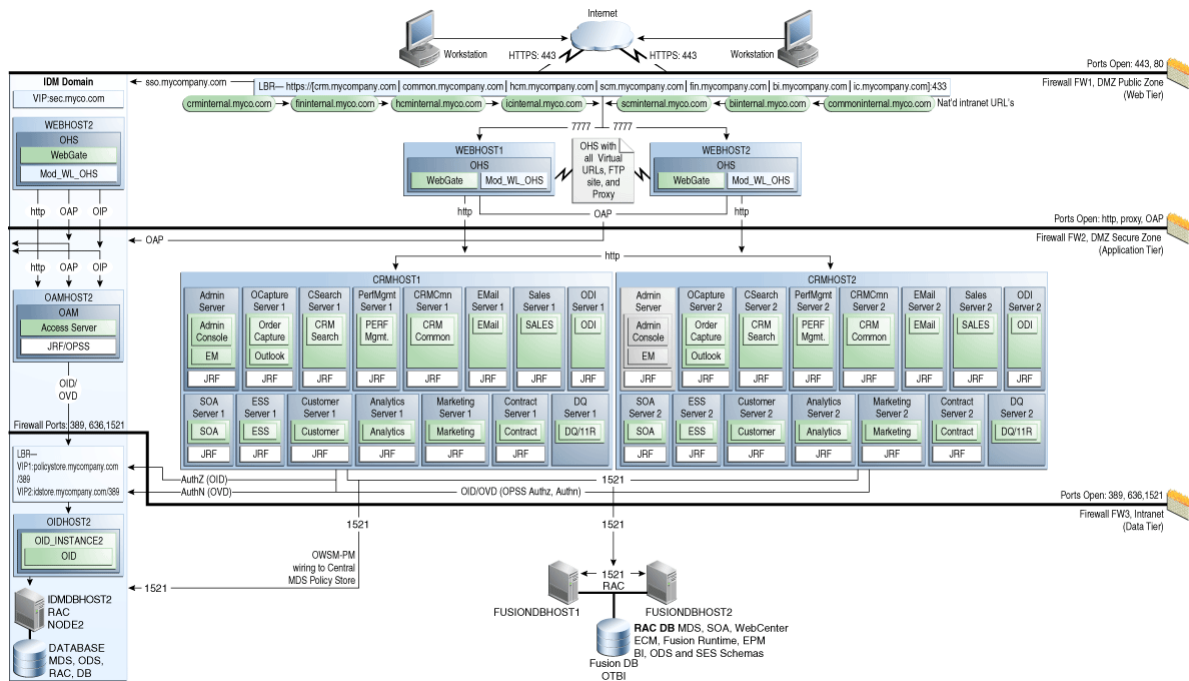 Internet
Workstation
HTTPS: 443
HTTPS: 443
Workstation
Ports Open: 443, 80
Firewall FW1, DMZ Public Zone
(Web Tier)
IDM Domain
sso.mycompany.com
LBR— https://[crm.mycompany | common.mycompany | hcm.mycompany | scm.mycompany | fin.mycompany | bi.mycompany | ic.mycompany]:433
VIP:sec.myco.com
crminternal.myco.com
fininternal.myco.com
hcminternal.myco.com
icinternal.myco.com
scminternal.myco.com
biinternal.myco.com
commoninternal.myco.com
Nat'd intranet URL's
7777
7777
WEBHOST2
OHS
WebGate
Mod_WL_OHS
WEBHOST1
OHS
WebGate
Mod_WL_OHS
OHS with
all Virtual
URLs, FTP
site, and
Proxy
WEBHOST2
OHS
WebGate
Mod_WL_OHS
http
OAP
OIP
http
OAP
http
Ports Open: http, proxy, OAP
Firewall FW2, DMZ Secure Zone
(Application Tier)
OAP
http
http
OAP
OIP
OAMHOST2
OAM
Access Server
JRF/OPSS
OID/
OVD
CRMHOST1
Admin
Server
Admin
Console
EM
JRF
OCapture
Server 1
Order
Capture
Outlook
JRF
CSearch
Server 1
CRM
Search
JRF
PerfMgmt
Server 1
PERF
Mgmt.
JRF
CRMCmn
Server 1
CRM
Common
JRF
EMail
Server 1
EMail
JRF
Sales
Server 1
SALES
JRF
ODI
Server 1
ODI
JRF
SOA
Server 1
SOA
JRF
ESS
Server 1
ESS
JRF
Customer
Server 1
Customer
JRF
Analytics
Server 1
Analytics
JRF
Marketing
Server 1
Marketing
JRF
Contract
Server 1
Contract
JRF
DQ
Server 1
DQ/11R
CRMHOST2
Admin
Server
Admin
Console
EM
JRF
OCapture
Server 2
Order
Capture
Outlook
JRF
CSearch
Server 2
CRM
Search
JRF
PerfMgmt
Server 2
PERF
Mgmt.
JRF
CRMCmn
Server 2
CRM
Common
JRF
EMail
Server 2
EMail
JRF
Sales
Server 2
SALES
JRF
ODI
Server 2
ODI
JRF
SOA
Server 2
SOA
JRF
ESS
Server 2
ESS
JRF
Customer
Server 2
Customer
JRF
Analytics
Server 2
Analytics
JRF
Marketing
Server 2
Marketing
JRF
Contract
Server 2
Contract
JRF
DQ
Server 2
DQ/11R
Firewall Ports: 389, 636,1521
LBR—
VIP1:policystore.mycompany.com
/389
VIP2:idstore.mycompany.com/389
AuthZ (OID)
AuthN (OVD)
OID/OVD (OPSS Authz, Authn)
1521
Ports Open: 389, 636,1521
Firewall FW3, Intranet
(Data Tier)
1521
1521
OIDHOST2
OID_INSTANCE2
OID
OWSM-PM
wiring to Central
MDS Policy Store
1521
IDMDBHOST2
RAC
NODE2
DATABASE
MDS, ODS,
RAC, DB
1521
RAC
FUSIONDBHOST1
FUSIONDBHOST2
RAC DB MDS, SOA, WebCenter
ECM, Fusion Runtime, EPM
BI, ODS and SES Schemas
Fusion DB
OTBI